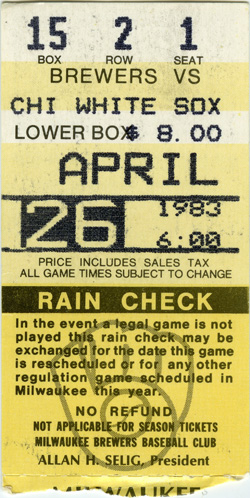 15 2 1
BOX ROW SEAT
BREWERS VS
CHI WHITE SOX
LOWER BOX $ 8.00
APRIL
26 1983
6:00
PRICE INCLUDES SALES TAX
ALL GAME TIMES SUBJECT TO CHANGE
RAIN CHECK
In the event a legal game is not
played this rain check may be
exchanged for the date this game
is rescheduled or for any other
regulation game scheduled in
Milwaukee this year.
NO REFUND
NOT APPLICABLE FOR SEASON TICKETS
MILWAUKEE BREWERS BASEBALL CLUB
ALLAN H. SELIG, President
MILWAUKEE